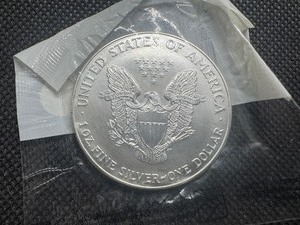 UNITED STATES OF AMERICA
1 OZ. FINE SILVER~ONE DOLLAR